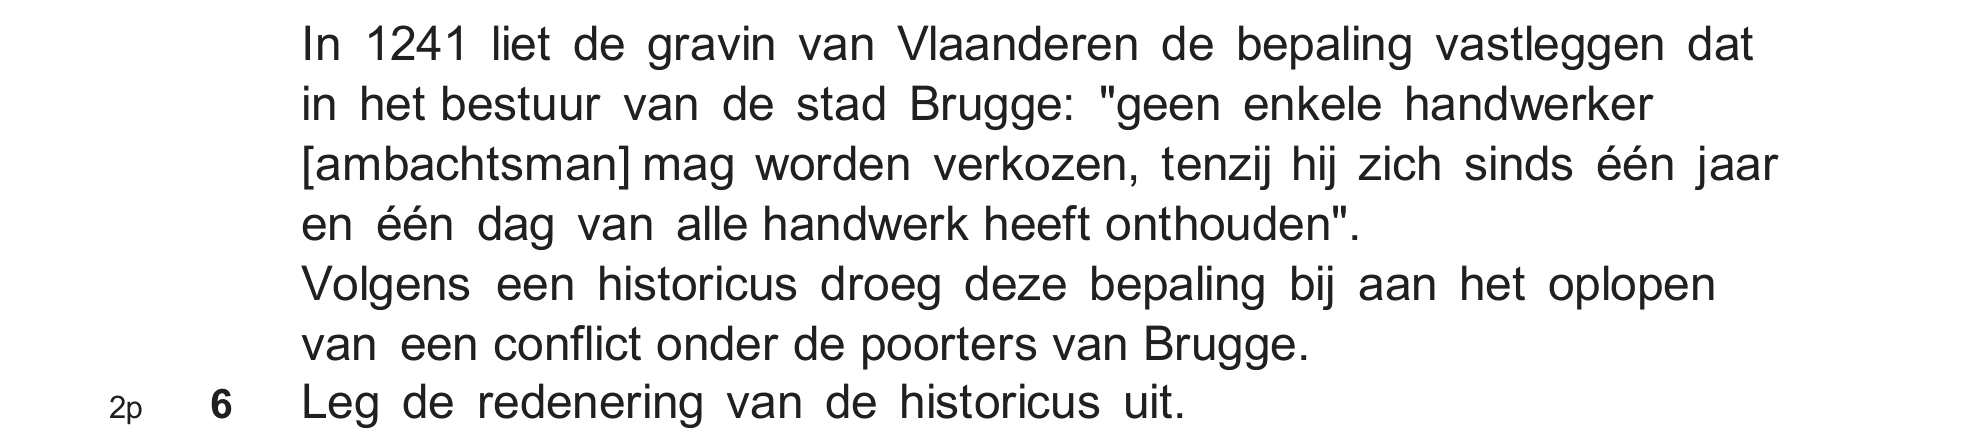 In 1241 liet de gravin van Vlaanderen de bepaling vastleggen dat
in het bestuur van de stad Brugge: "geen enkele handwerker
[ambachtsman] mag worden verkozen, tenzij hij zich sinds één jaar
en één dag van alle handwerk heeft onthouden".
Volgens een historicus droeg deze bepaling bij aan het oplopen
van een conflict onder de poorters van Brugge.
2p 6 Leg de redenering van de historicus uit.